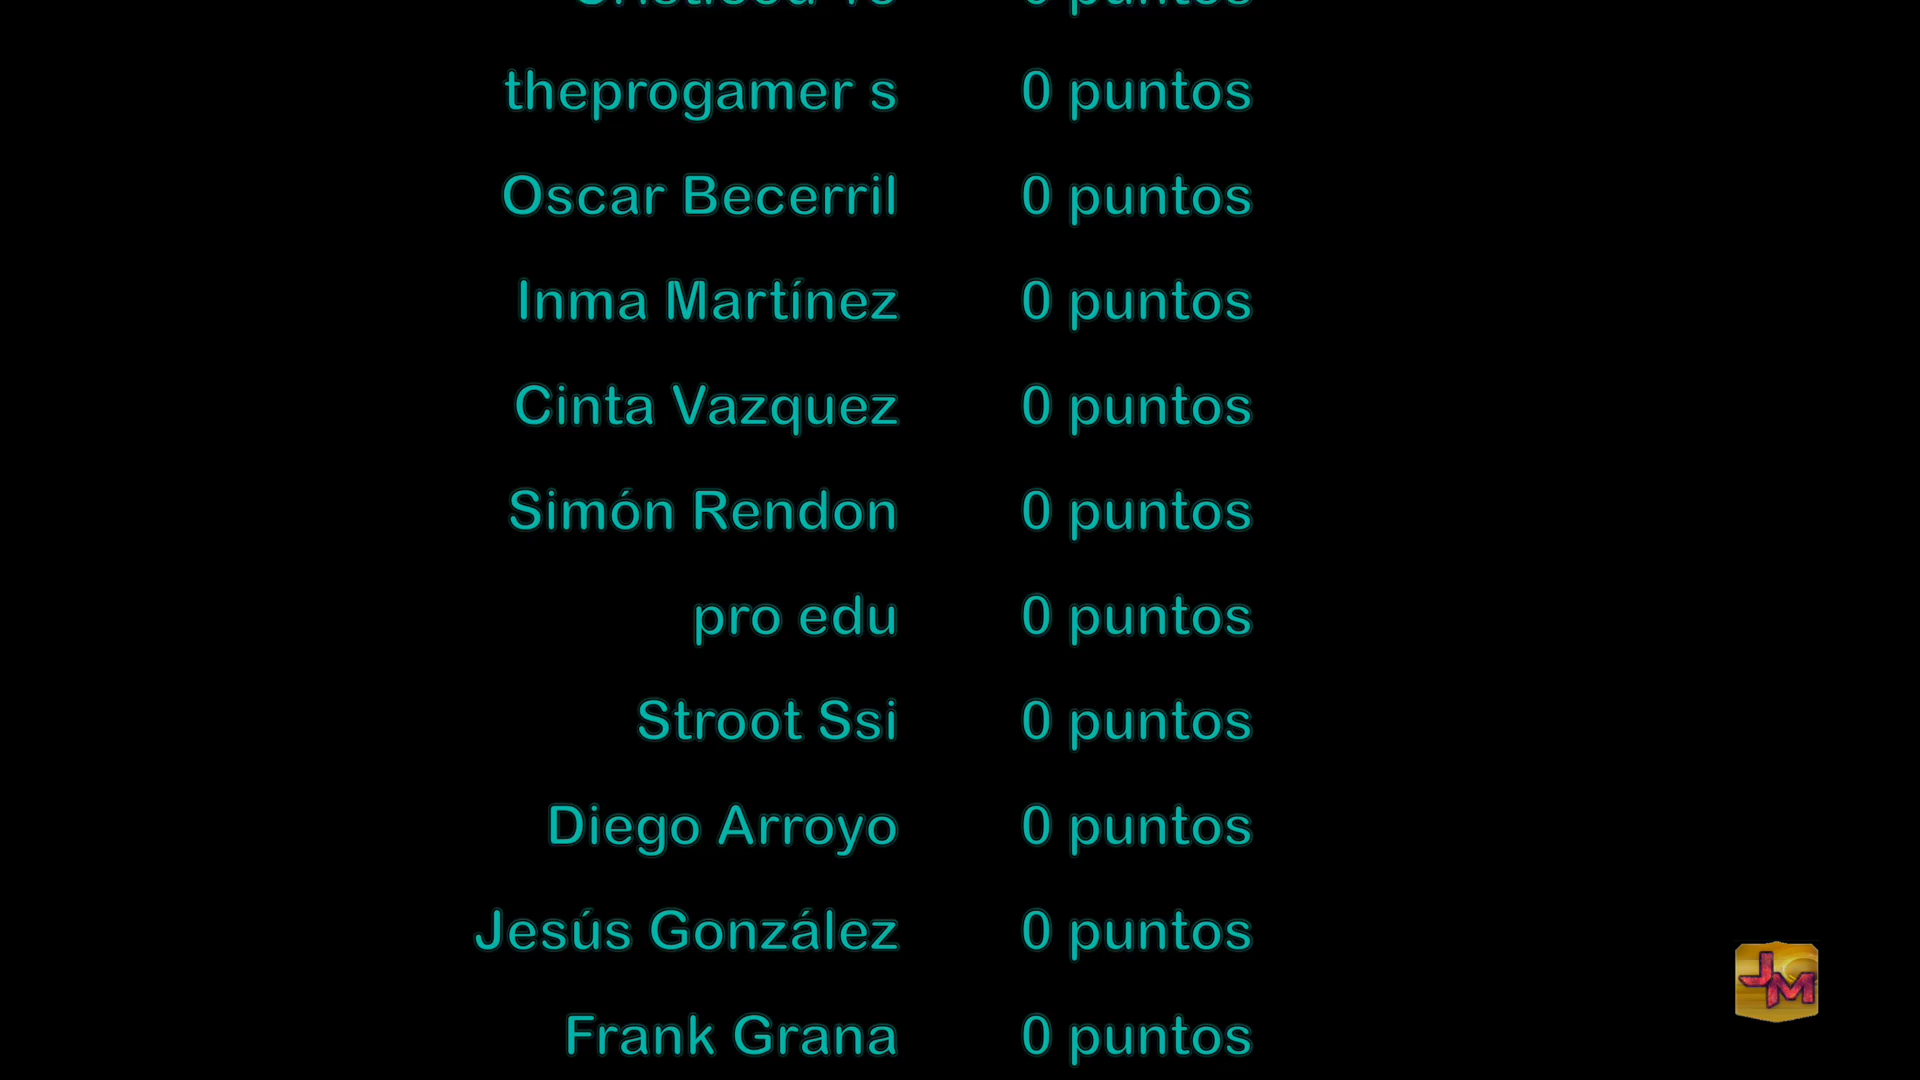 0 puntos
theprogamer s 0 puntos
Oscar Becerril 0 puntos
Inma Martínez 0 puntos
Cinta Vazquez 0 puntos
Simón Rendon 0 puntos
pro edu 0 puntos
Stroot Ssi 0 puntos
Diego Arroyo 0 puntos
Jesús González 0 puntos
JM
Frank Grana 0 puntos